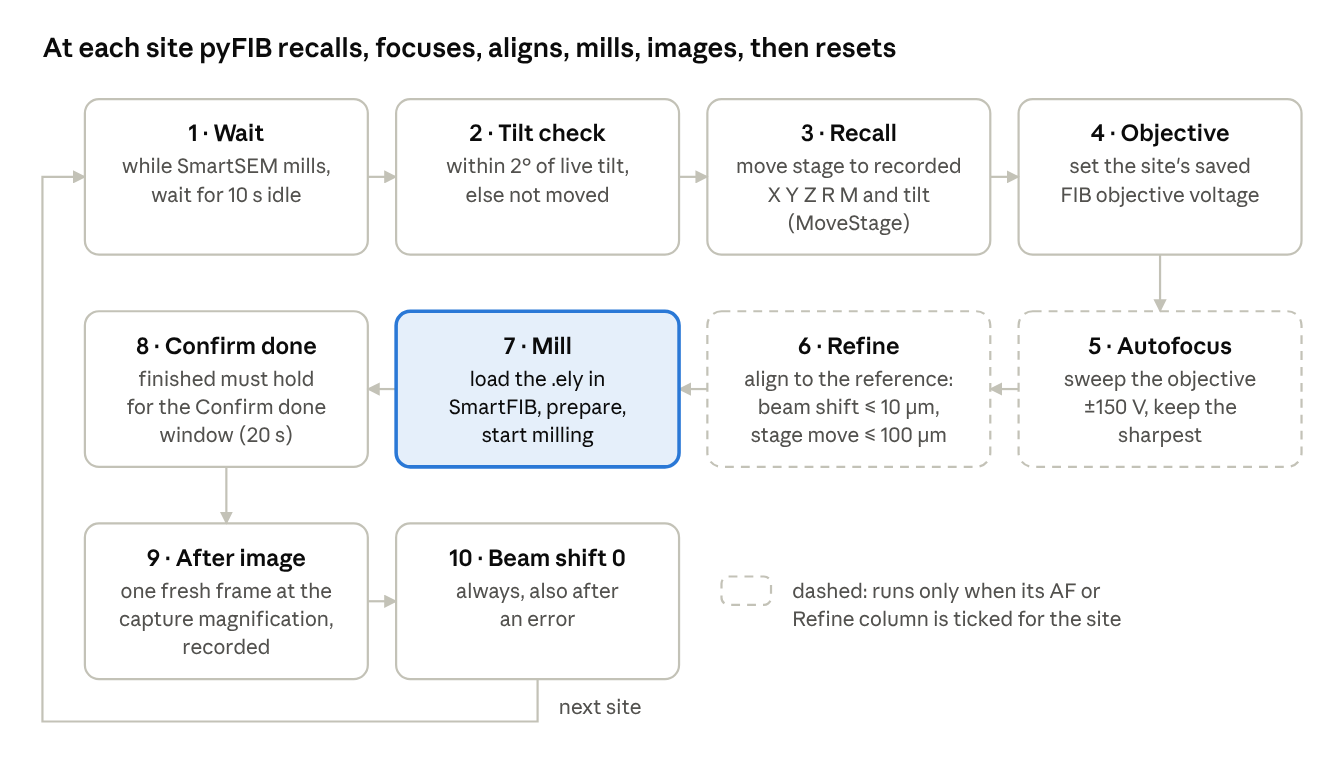 At each site pyFIB recalls, focuses, aligns, mills, images, then resets
1 · Wait
while SmartSEM mills,
wait for 10 s idle
2 · Tilt check
within 2° of live tilt,
else not moved
3 · Recall
move stage to recorded
X Y Z R M and tilt
(MoveStage)
4 · Objective
set the site's saved
FIB objective voltage
5 · Autofocus
sweep the objective
±150 V, keep the
sharpest
6 · Refine
align to the reference:
beam shift ≤ 10 µm,
stage move ≤ 100 µm
7 · Mill
load the .ely in
SmartFIB, prepare,
start milling
8 · Confirm done
finished must hold
for the Confirm done
window (20 s)
9 · After image
one fresh frame at the
capture magnification,
recorded
10 · Beam shift 0
always, also after
an error
dashed: runs only when its AF or
Refine column is ticked for the site
next site